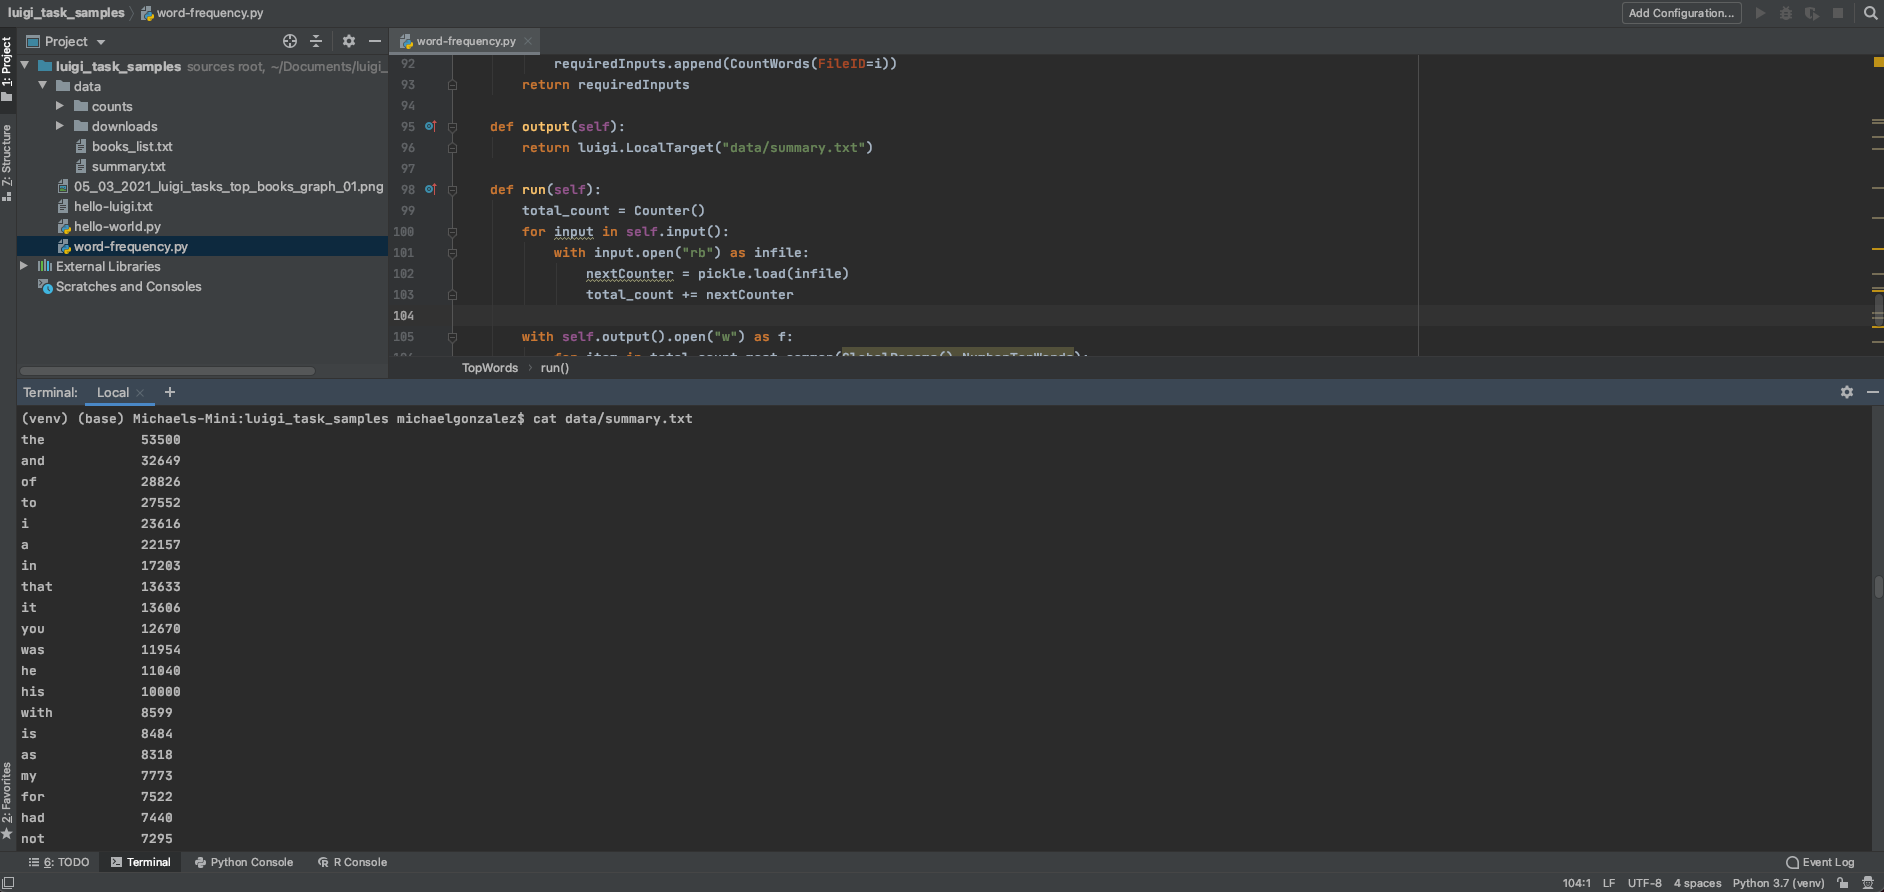 luigi_task_samples word-frequency.py Add Configuration...
1: Project
Project
luigi_task_samples sources root, ~/Documents/luigi_
data
counts
downloads
books_list.txt
summary.txt
05_03_2021_luigi_tasks_top_books_graph_01.png
hello-luigi.txt
hello-world.py
word-frequency.py
External Libraries
Scratches and Consoles
Z: Structure
2: Favorites
word-frequency.py
92 requiredInputs.append(CountWords(FileID=i))
93 return requiredInputs
94
95 def output(self):
96 return luigi.LocalTarget("data/summary.txt")
97
98 def run(self):
99 total_count = Counter()
100 for input in self.input():
101 with input.open("rb") as infile:
102 nextCounter = pickle.load(infile)
103 total_count += nextCounter
104
105 with self.output().open("w") as f:
TopWords run()
Terminal: Local +
(venv) (base) Michaels-Mini:luigi_task_samples michaelgonzalez$ cat data/summary.txt
the 53500
and 32649
of 28826
to 27552
i 23616
a 22157
in 17203
that 13633
it 13606
you 12670
was 11954
he 11040
his 10000
with 8599
is 8484
as 8318
my 7773
for 7522
had 7440
not 7295
6: TODO Terminal Python Console R Console Event Log
104:1 LF UTF-8 4 spaces Python 3.7 (venv)